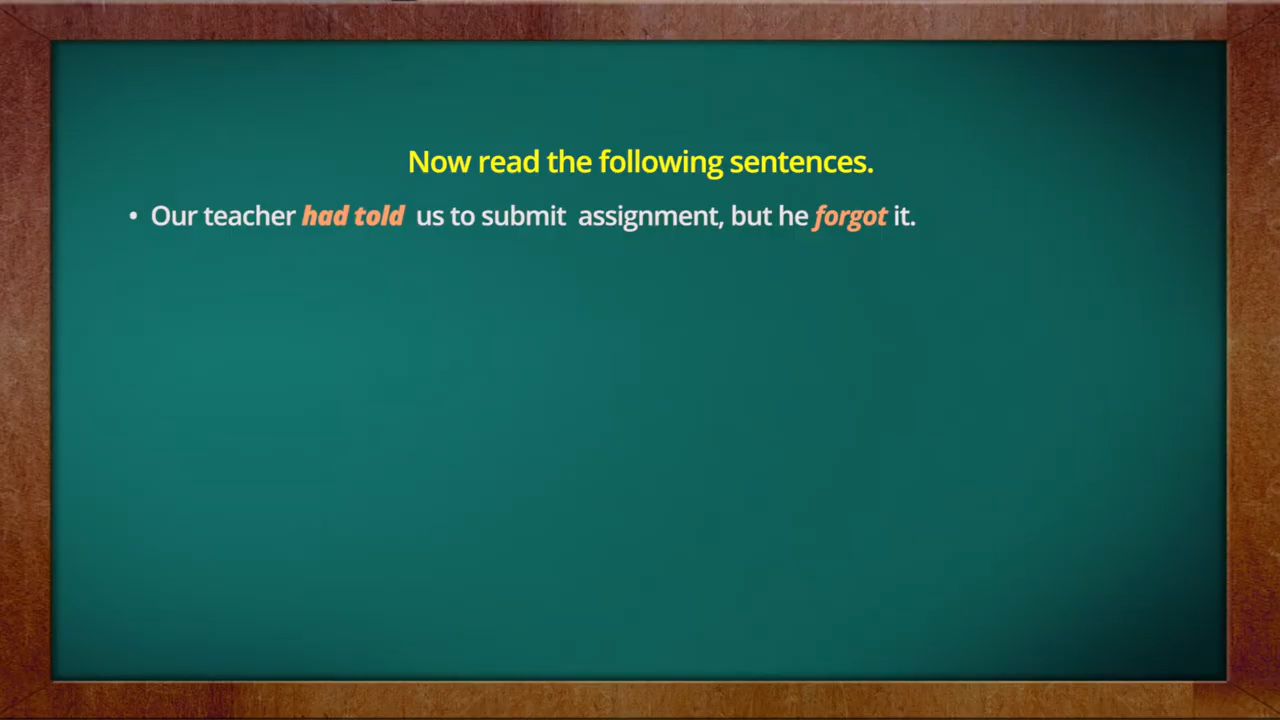 Now read the following sentences.
• Our teacher had told us to submit assignment, but he forgot it.